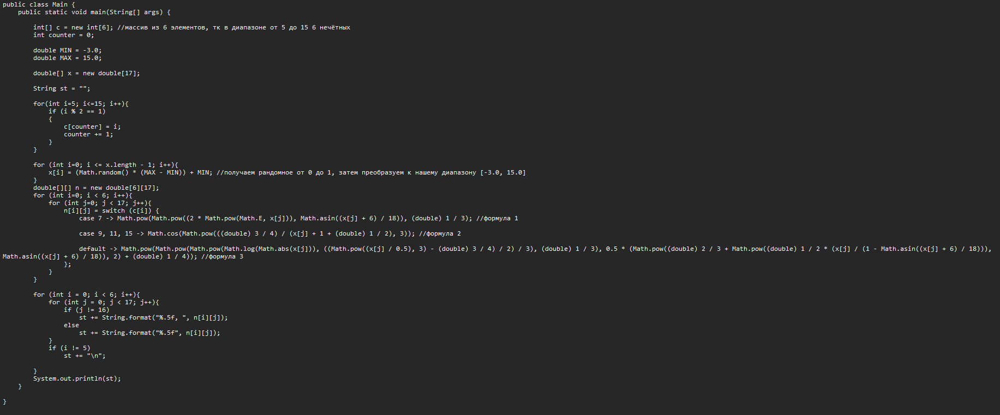 public class Main {
    public static void main(String[] args) {

        int[] c = new int[6]; //массив из 6 элементов, тк в диапазоне от 5 до 15 6 нечётных
        int counter = 0;

        double MIN = -3.0;
        double MAX = 15.0;

        double[] x = new double[17];

        String st = "";

        for(int i=5; i<=15; i++){
            if (i % 2 == 1)
            {
                c[counter] = i;
                counter += 1;
            }
        }

        for (int i=0; i <= x.length - 1; i++){
            x[i] = (Math.random() * (MAX - MIN)) + MIN; //получаем рандомное от 0 до 1, затем преобразуем к нашему диапазону [-3.0, 15.0]
        }
        double[][] n = new double[6][17];
        for (int i=0; i < 6; i++){
            for (int j=0; j < 17; j++){
                n[i][j] = switch (c[i]) {
                    case 7 -> Math.pow(Math.pow((2 * Math.pow(Math.E, x[j])), Math.asin((x[j] + 6) / 18)), (double) 1 / 3); //формула 1

                    case 9, 11, 15 -> Math.cos(Math.pow(((double) 3 / 4) / (x[j] + 1 + (double) 1 / 2), 3)); //формула 2

                    default -> Math.pow(Math.pow(Math.pow(Math.log(Math.abs(x[j])), ((Math.pow((x[j] / 0.5), 3) - (double) 3 / 4) / 2) / 3), (double) 1 / 3), 0.5 * (Math.pow((double) 2 / 3 + Math.pow((double) 1 / 2 * (x[j] / (1 - Math.asin((x[j] + 6) / 18))),
Math.asin((x[j] + 6) / 18)), 2) + (double) 1 / 4)); //формула 3
                };
            }
        }

        for (int i = 0; i < 6; i++){
            for (int j = 0; j < 17; j++){
                if (j != 16)
                    st += String.format("%.5f, ", n[i][j]);
                else
                    st += String.format("%.5f", n[i][j]);
            }
            if (i != 5)
                st += "\n";

        }
        System.out.println(st);
    }

}